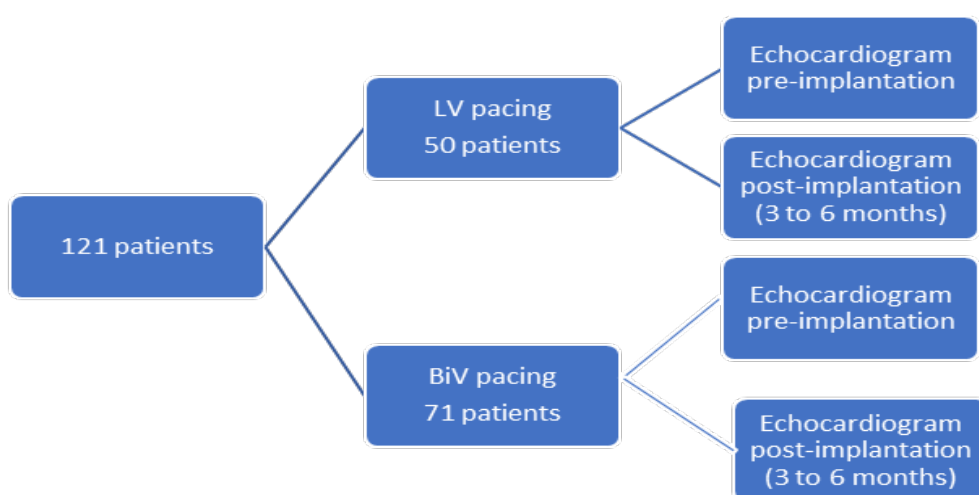 121 patients
LV pacing
50 patients
Echocardiogram
pre-implantation
Echocardiogram
post-implantation
(3 to 6 months)
BiV pacing
71 patients
Echocardiogram
pre-implantation
Echocardiogram
post-implantation
(3 to 6 months)